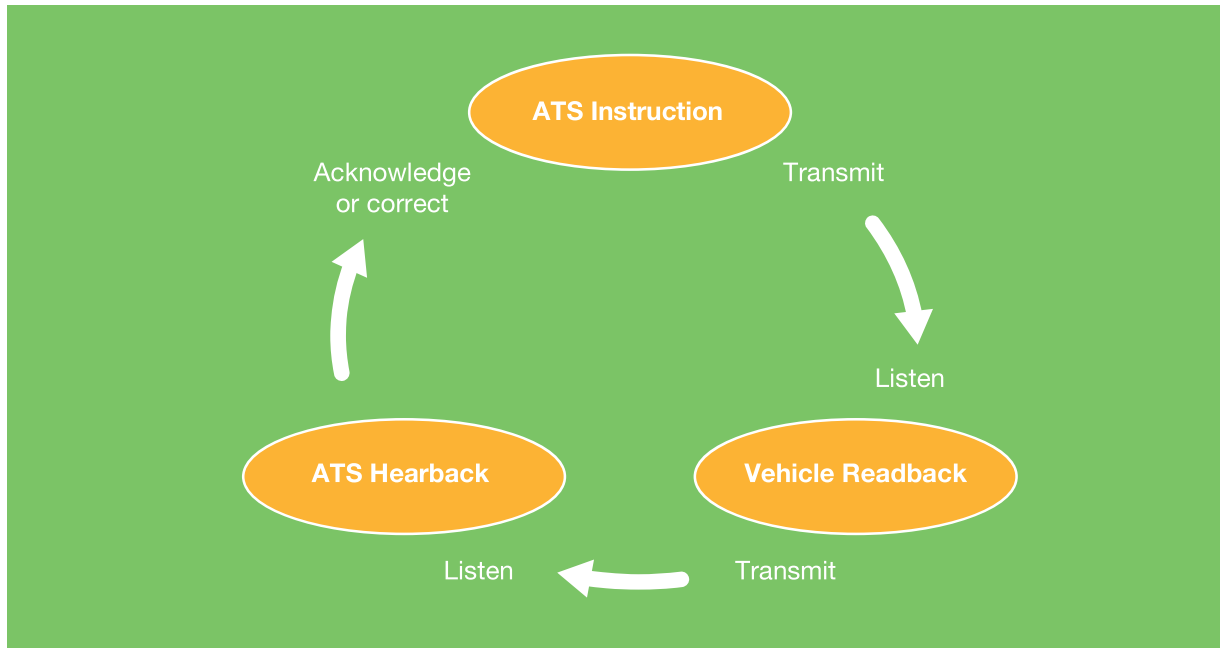 ATS Instruction
Acknowledge
or correct
Transmit
Listen
ATS Hearback
Vehicle Readback
Listen
Transmit